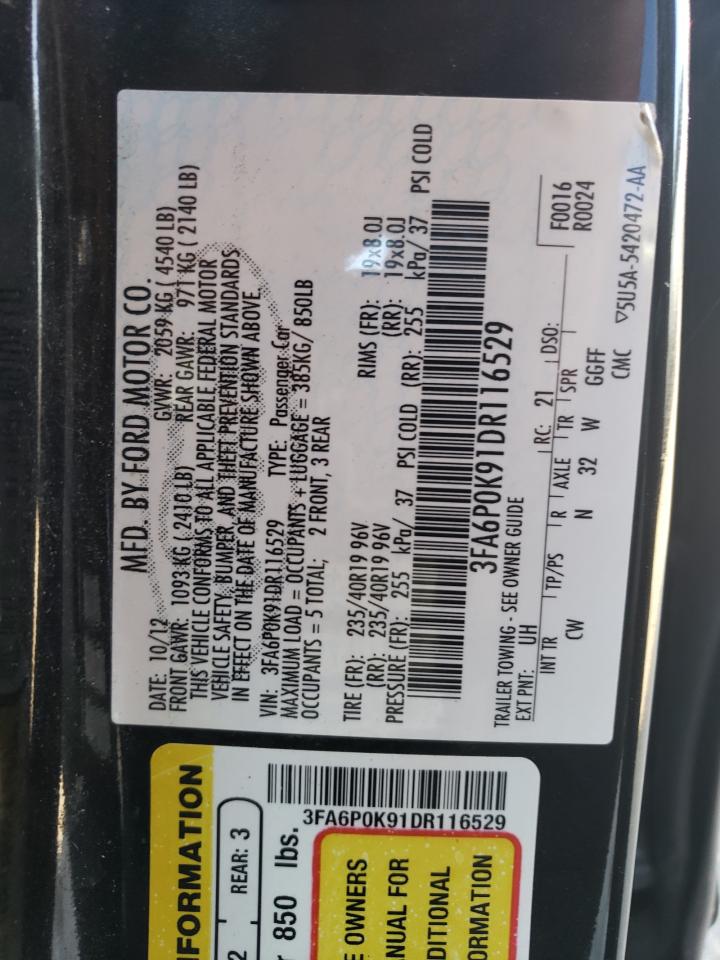 MFD. BY FORD MOTOR CO.
DATE: 10/12 GVWR: 2059 KG ( 4540 LB)
FRONT GAWR: 1093 KG ( 2410 LB) REAR GAWR: 971 KG ( 2140 LB)
THIS VEHICLE CONFORMS TO ALL APPLICABLE FEDERAL MOTOR
VEHICLE SAFETY, BUMPER, AND THEFT PREVENTION STANDARDS
IN EFFECT ON THE DATE OF MANUFACTURE SHOWN ABOVE.
VIN: 3FA6P0K91DR116529 TYPE: Passenger Car
MAXIMUM LOAD = OCCUPANTS + LUGGAGE = 385KG/ 850LB
OCCUPANTS = 5 TOTAL; 2 FRONT, 3 REAR
TIRE (FR): 235/40R19 96V RIMS (FR): 19x8.0J
(RR): 235/40R19 96V (RR): 19x8.0J
PRESSURE (FR): 255 kPa/ 37 PSI COLD (RR): 255 kPa/ 37 PSI COLD
3FA6P0K91DR116529
TRAILER TOWING - SEE OWNER GUIDE
EXT PNT: UH RC: 21 DSO: F0016
R0024
INT TR TP/PS R AXLE TR SPR
CW N 32 W GGFF
CMC ▽5U5A-5420472-AA
INFORMATION
2 REAR: 3
850 lbs.
3FA6P0K91DR116529
E OWNERS
NUAL FOR
DITIONAL
ORMATION